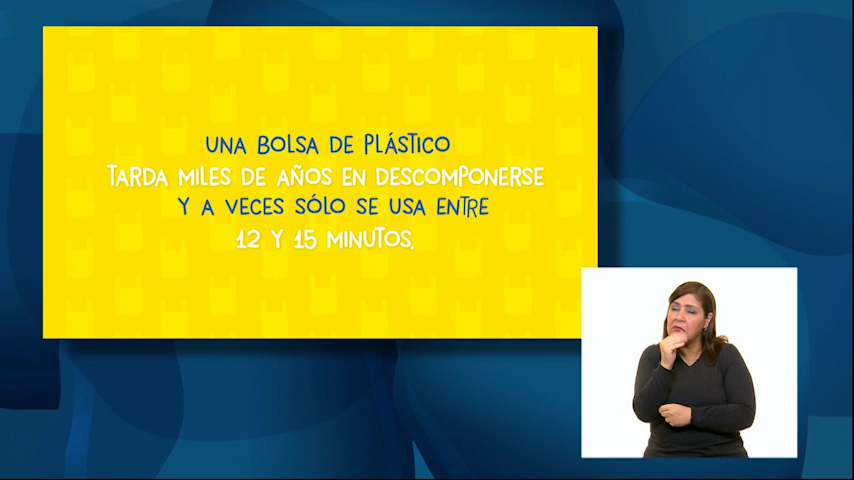 UNA BOLSA DE PLÁSTICO
TARDA MILES DE AÑOS EN DESCOMPONERSE
Y A VECES SÓLO SE USA ENTRE
12 Y 15 MINUTOS.